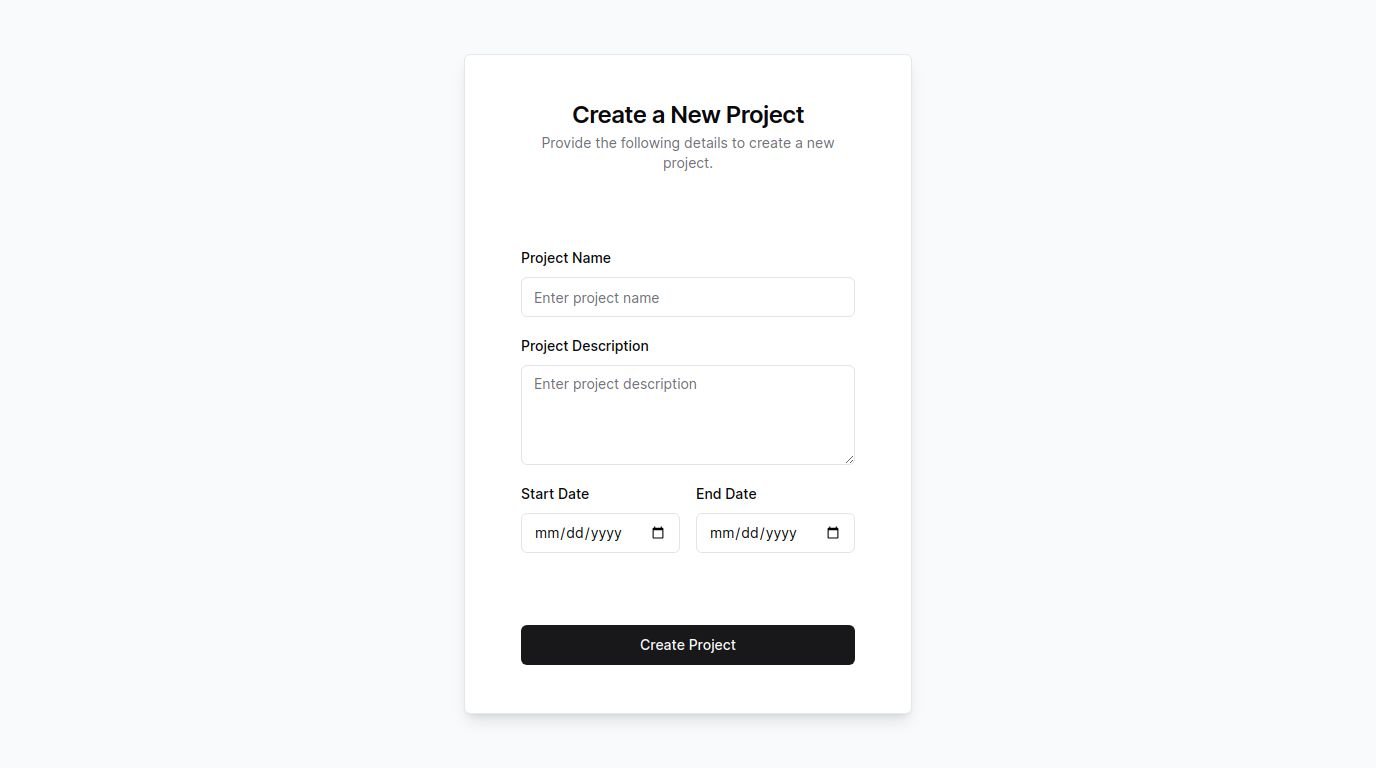 Create a New Project
Provide the following details to create a new
project.
Project Name
Enter project name
Project Description
Enter project description
Start Date
End Date
mm/dd/yyyy
mm/dd/yyyy
Create Project